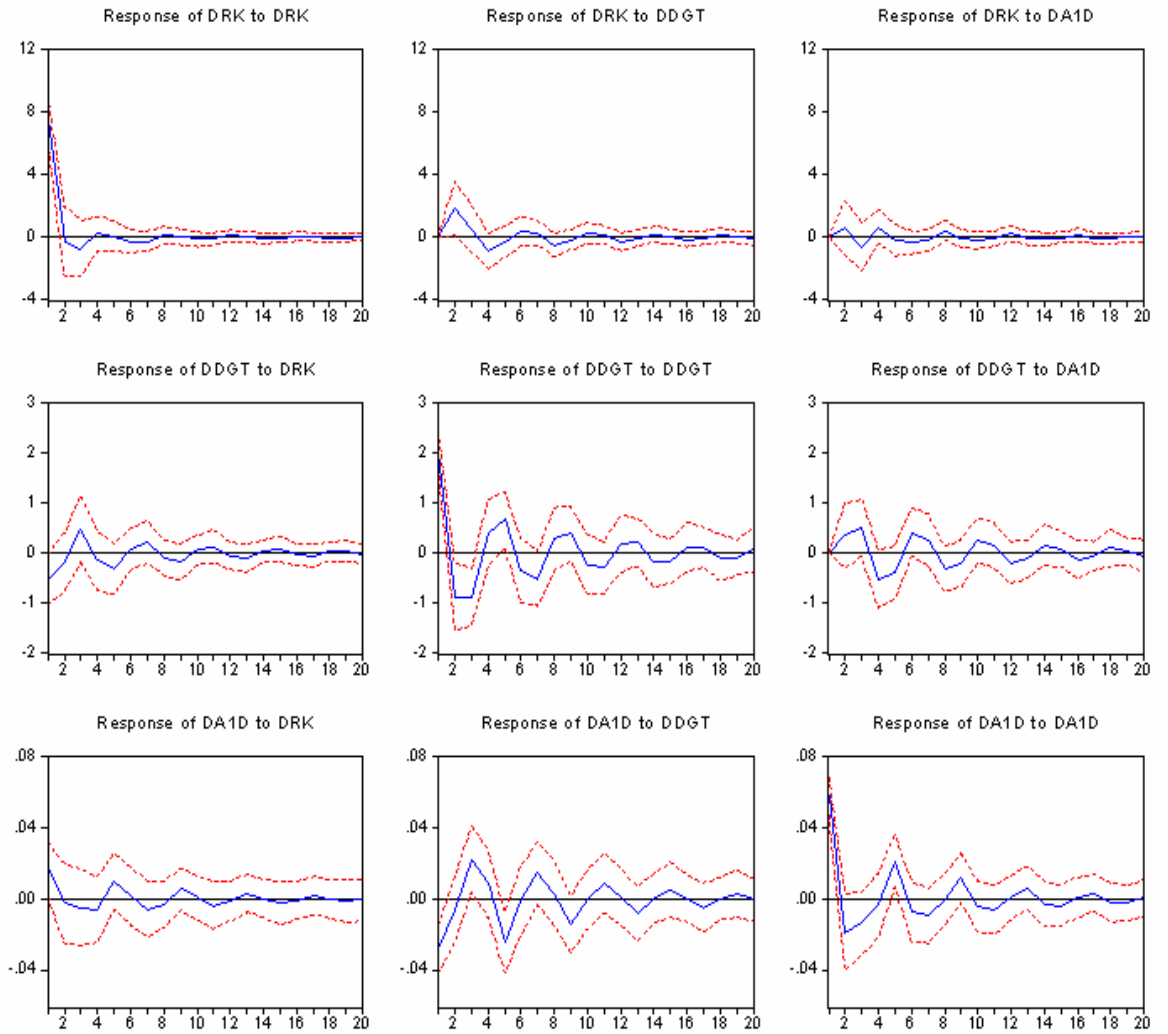 Response of DRK to DRK
Response of DRK to DDGT
Response of DRK to DA1D
12
8
4
0
-4
2 4 6 8 10 12 14 16 18 20
12
8
4
0
-4
2 4 6 8 10 12 14 16 18 20
12
8
4
0
-4
2 4 6 8 10 12 14 16 18 20
Response of DDGT to DRK
Response of DDGT to DDGT
Response of DDGT to DA1D
3
2
1
0
-1
-2
2 4 6 8 10 12 14 16 18 20
3
2
1
0
-1
-2
2 4 6 8 10 12 14 16 18 20
3
2
1
0
-1
-2
2 4 6 8 10 12 14 16 18 20
Response of DA1D to DRK
Response of DA1D to DDGT
Response of DA1D to DA1D
.08
.04
.00
-.04
2 4 6 8 10 12 14 16 18 20
.08
.04
.00
-.04
2 4 6 8 10 12 14 16 18 20
.08
.04
.00
-.04
2 4 6 8 10 12 14 16 18 20